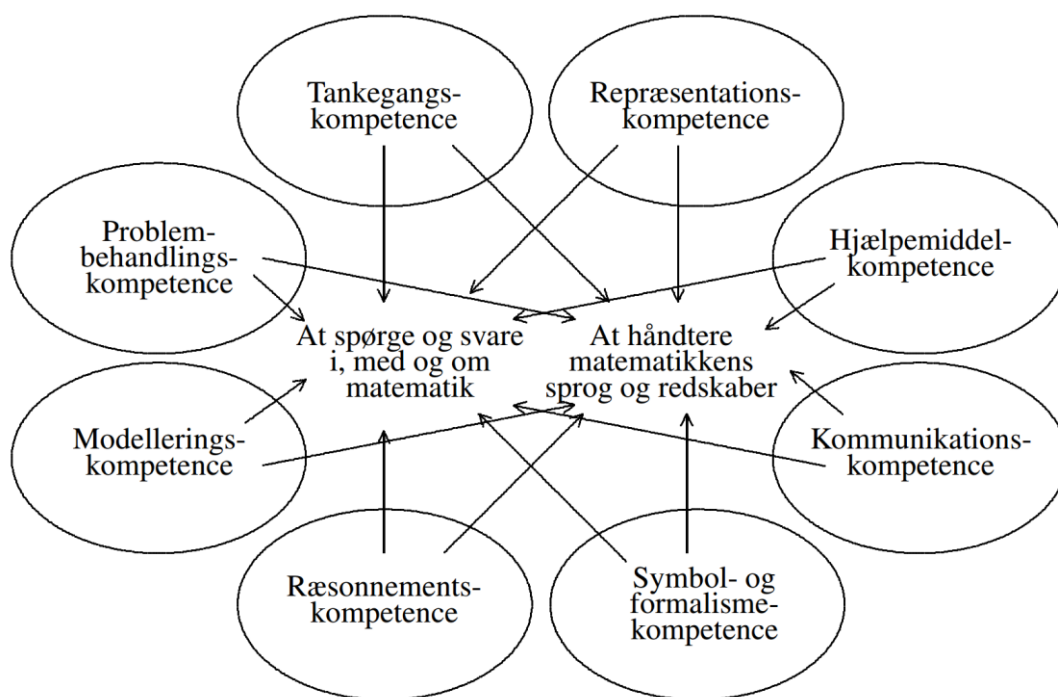 Tankegangs-
kompetence
Repræsentations-
kompetence
Problem-
behandlings-
kompetence
Hjælpemiddel-
kompetence
At spørge og svare
i, med og om
matematik
At håndtere
matematikkens
sprog og redskaber
Modellerings-
kompetence
Kommunikations-
kompetence
Ræsonnements-
kompetence
Symbol- og
formalisme-
kompetence